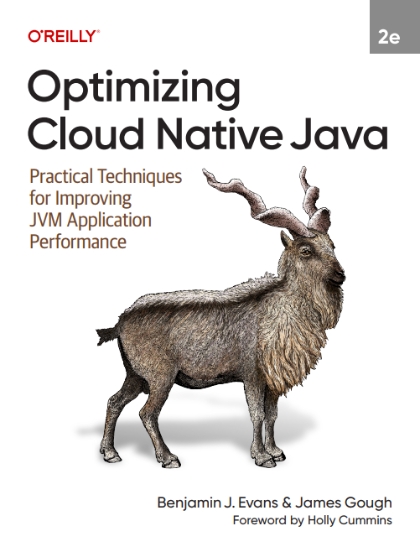 O'REILLY®
2e
Optimizing
Cloud Native Java
Practical Techniques
for Improving
JVM Application
Performance
Benjamin J. Evans & James Gough
Foreword by Holly Cummins